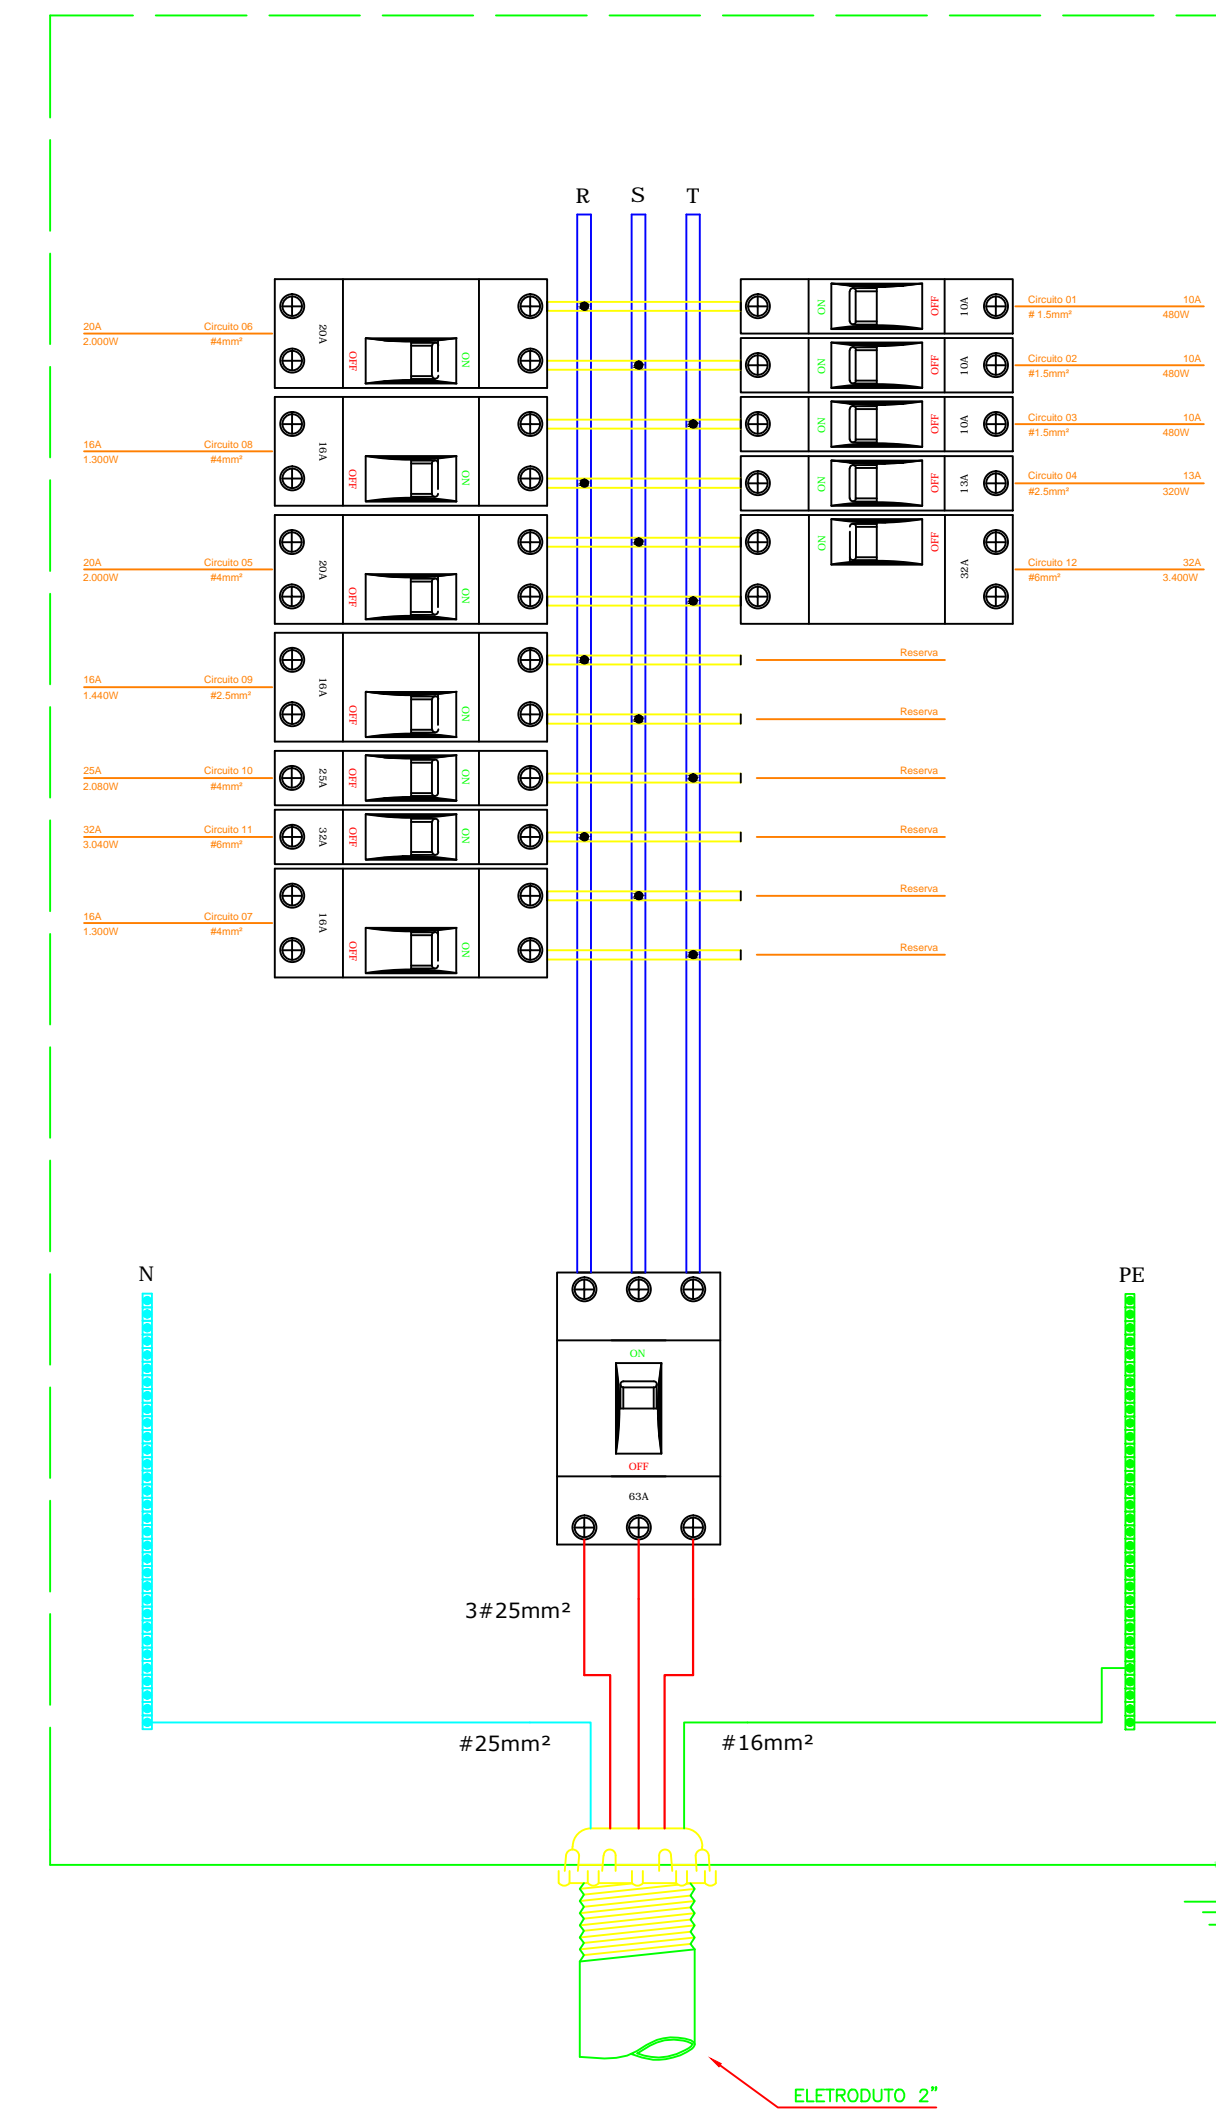 R S T
20A Circuito 06
2.000W #4mm²
20A OFF ON
ON OFF 10A
Circuito 01 10A
# 1.5mm² 480W
ON OFF 10A
Circuito 02 10A
#1.5mm² 480W
16A Circuito 08
1.300W #4mm²
16A OFF ON
ON OFF 10A
Circuito 03 10A
#1.5mm² 480W
ON OFF 13A
Circuito 04 13A
#2.5mm² 320W
20A Circuito 05
2.000W #4mm²
20A OFF ON
ON OFF 32A
Circuito 12 32A
#6mm² 3.400W
16A Circuito 09
1.440W #2.5mm²
16A OFF ON
Reserva
Reserva
25A Circuito 10
2.080W #4mm²
25A OFF ON
Reserva
32A Circuito 11
3.040W #6mm²
32A OFF ON
Reserva
16A Circuito 07
1.300W #4mm²
16A OFF ON
Reserva
Reserva
N
PE
ON
OFF
63A
3#25mm²
#25mm² #16mm²
ELETRODUTO 2"